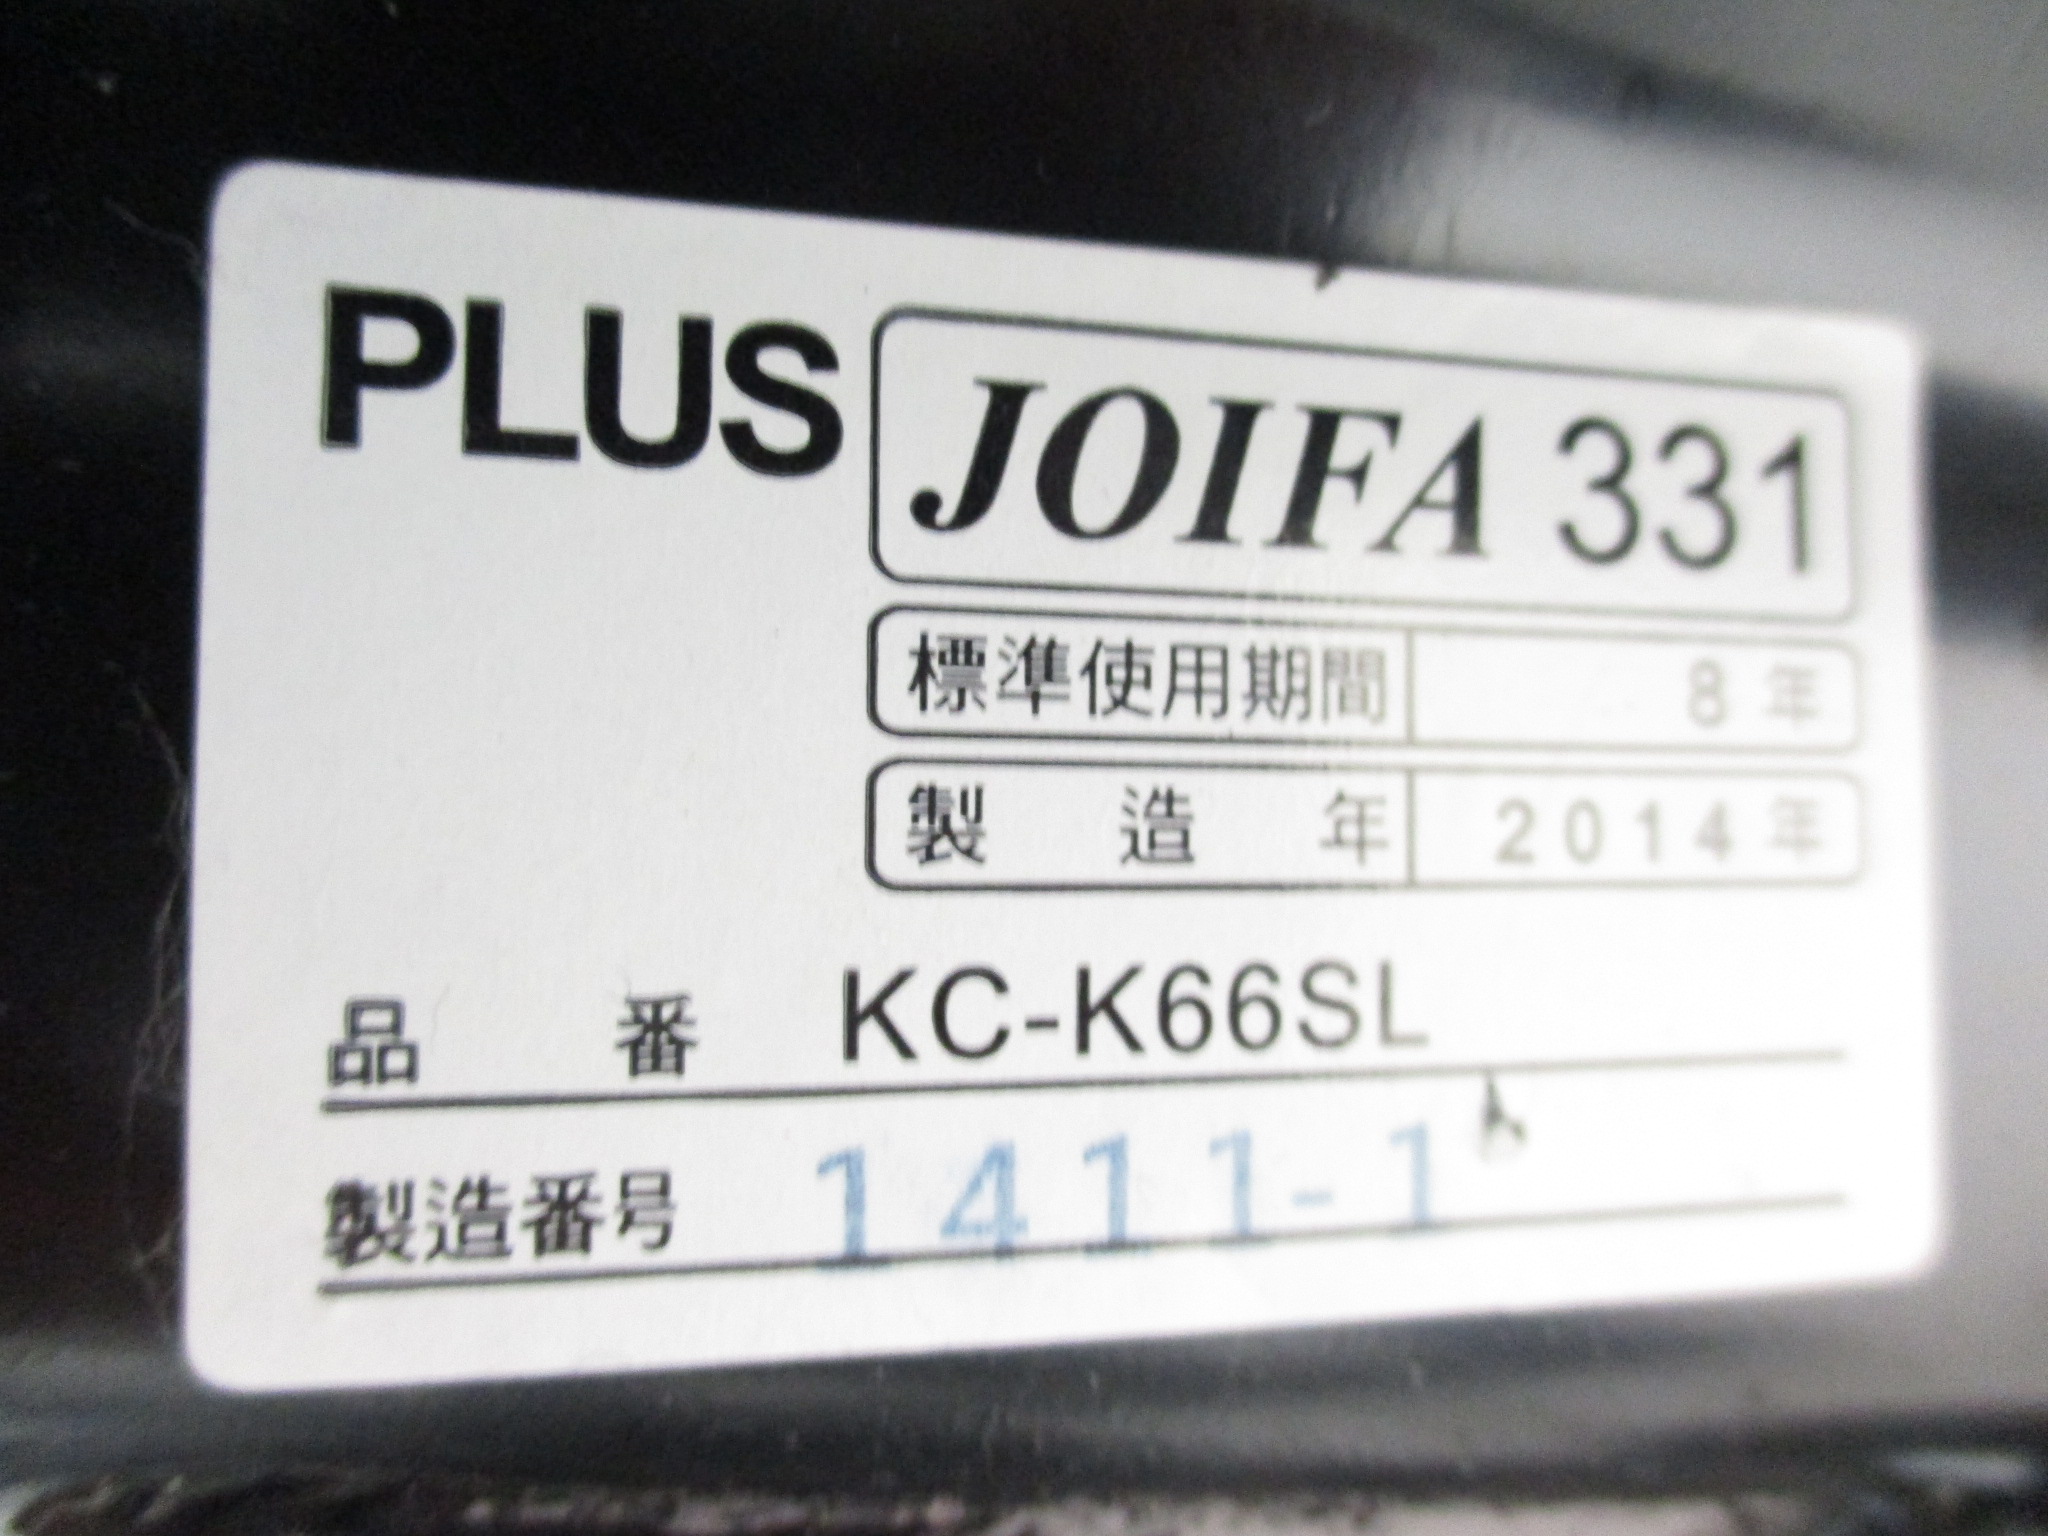 PLUS
JOIFA 331
標準使用期間 8年
製造年 2014年
品番 KC-K66SL
製造番号 1411-1